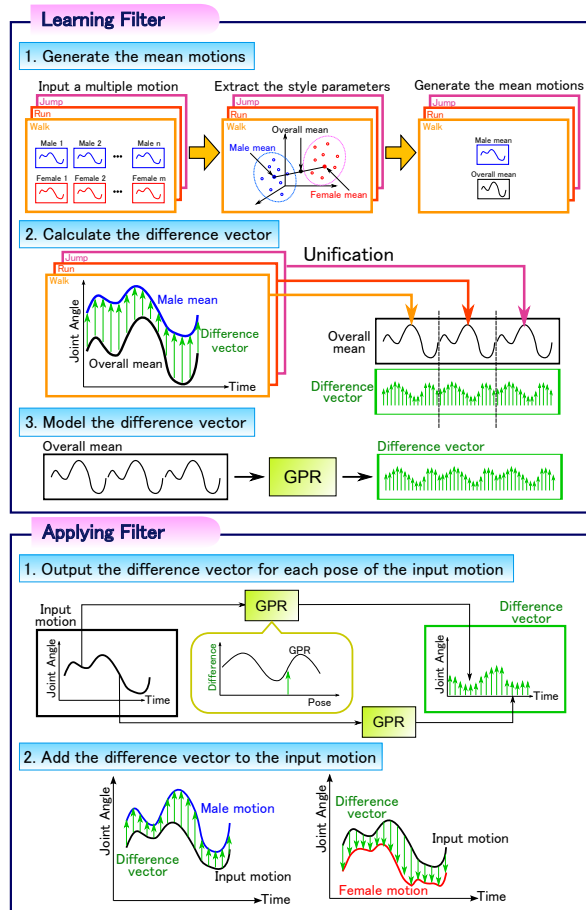 Learning Filter
1. Generate the mean motions
Input a multiple motion
Jump
Run
Walk
Male 1 Male 2 ••• Male n
Female 1 Female 2 ••• Female m
Extract the style parameters
Jump
Run
Walk
Overall mean
Male mean
Female mean
Generate the mean motions
Male mean
Overall mean
2. Calculate the difference vector
Jump
Run
Walk
Joint Angle
Male mean
Difference
vector
Overall mean
Time
Unification
Overall
mean
Difference
vector
3. Model the difference vector
Overall mean
GPR
Difference vector
Applying Filter
1. Output the difference vector for each pose of the input motion
Input
motion
Joint Angle
Time
GPR
Difference
GPR
Pose
GPR
Difference
vector
Joint Angle
Time
2. Add the difference vector to the input motion
Joint Angle
Male motion
Difference
vector
Input motion
Time
Joint Angle
Difference
vector
Input motion
Female motion
Time